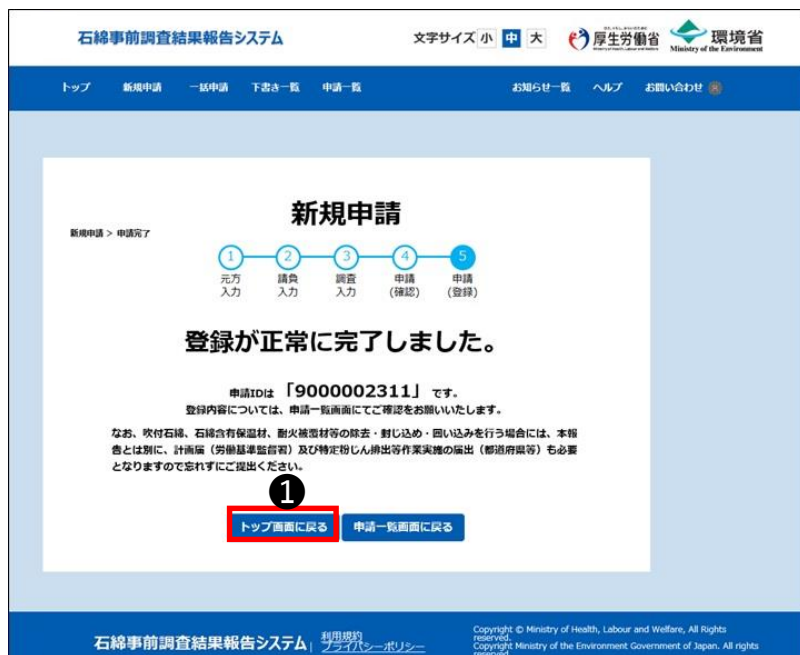 石綿事前調査結果報告システム
文字サイズ 小 中 大
厚生労働省
環境省
Ministry of the Environment
トップ 新規申請 一括申請 下書き一覧 申請一覧 お知らせ一覧 ヘルプ お問い合わせ
新規申請
新規申請 > 申請完了
1 2 3 4 5
元方 請負 調査 申請 申請
入力 入力 入力 (確認) (登録)
登録が正常に完了しました。
申請IDは 「9000002311」 です。
登録内容については、申請一覧画面にてご確認をお願いいたします。
なお、吹付石綿、石綿含有保温材、耐火被覆材等の除去・封じ込め・囲い込みを行う場合には、本報
告とは別に、計画届（労働基準監督署）及び特定粉じん排出等作業実施の届出（都道府県等）も必要
となりますので忘れずにご提出ください。
❶
トップ画面に戻る 申請一覧画面に戻る
石綿事前調査結果報告システム
利用規約
プライバシーポリシー
Copyright © Ministry of Health, Labour and Welfare, All Rights
reserved.
Copyright Ministry of the Environment Government of Japan. All rights
reserved.